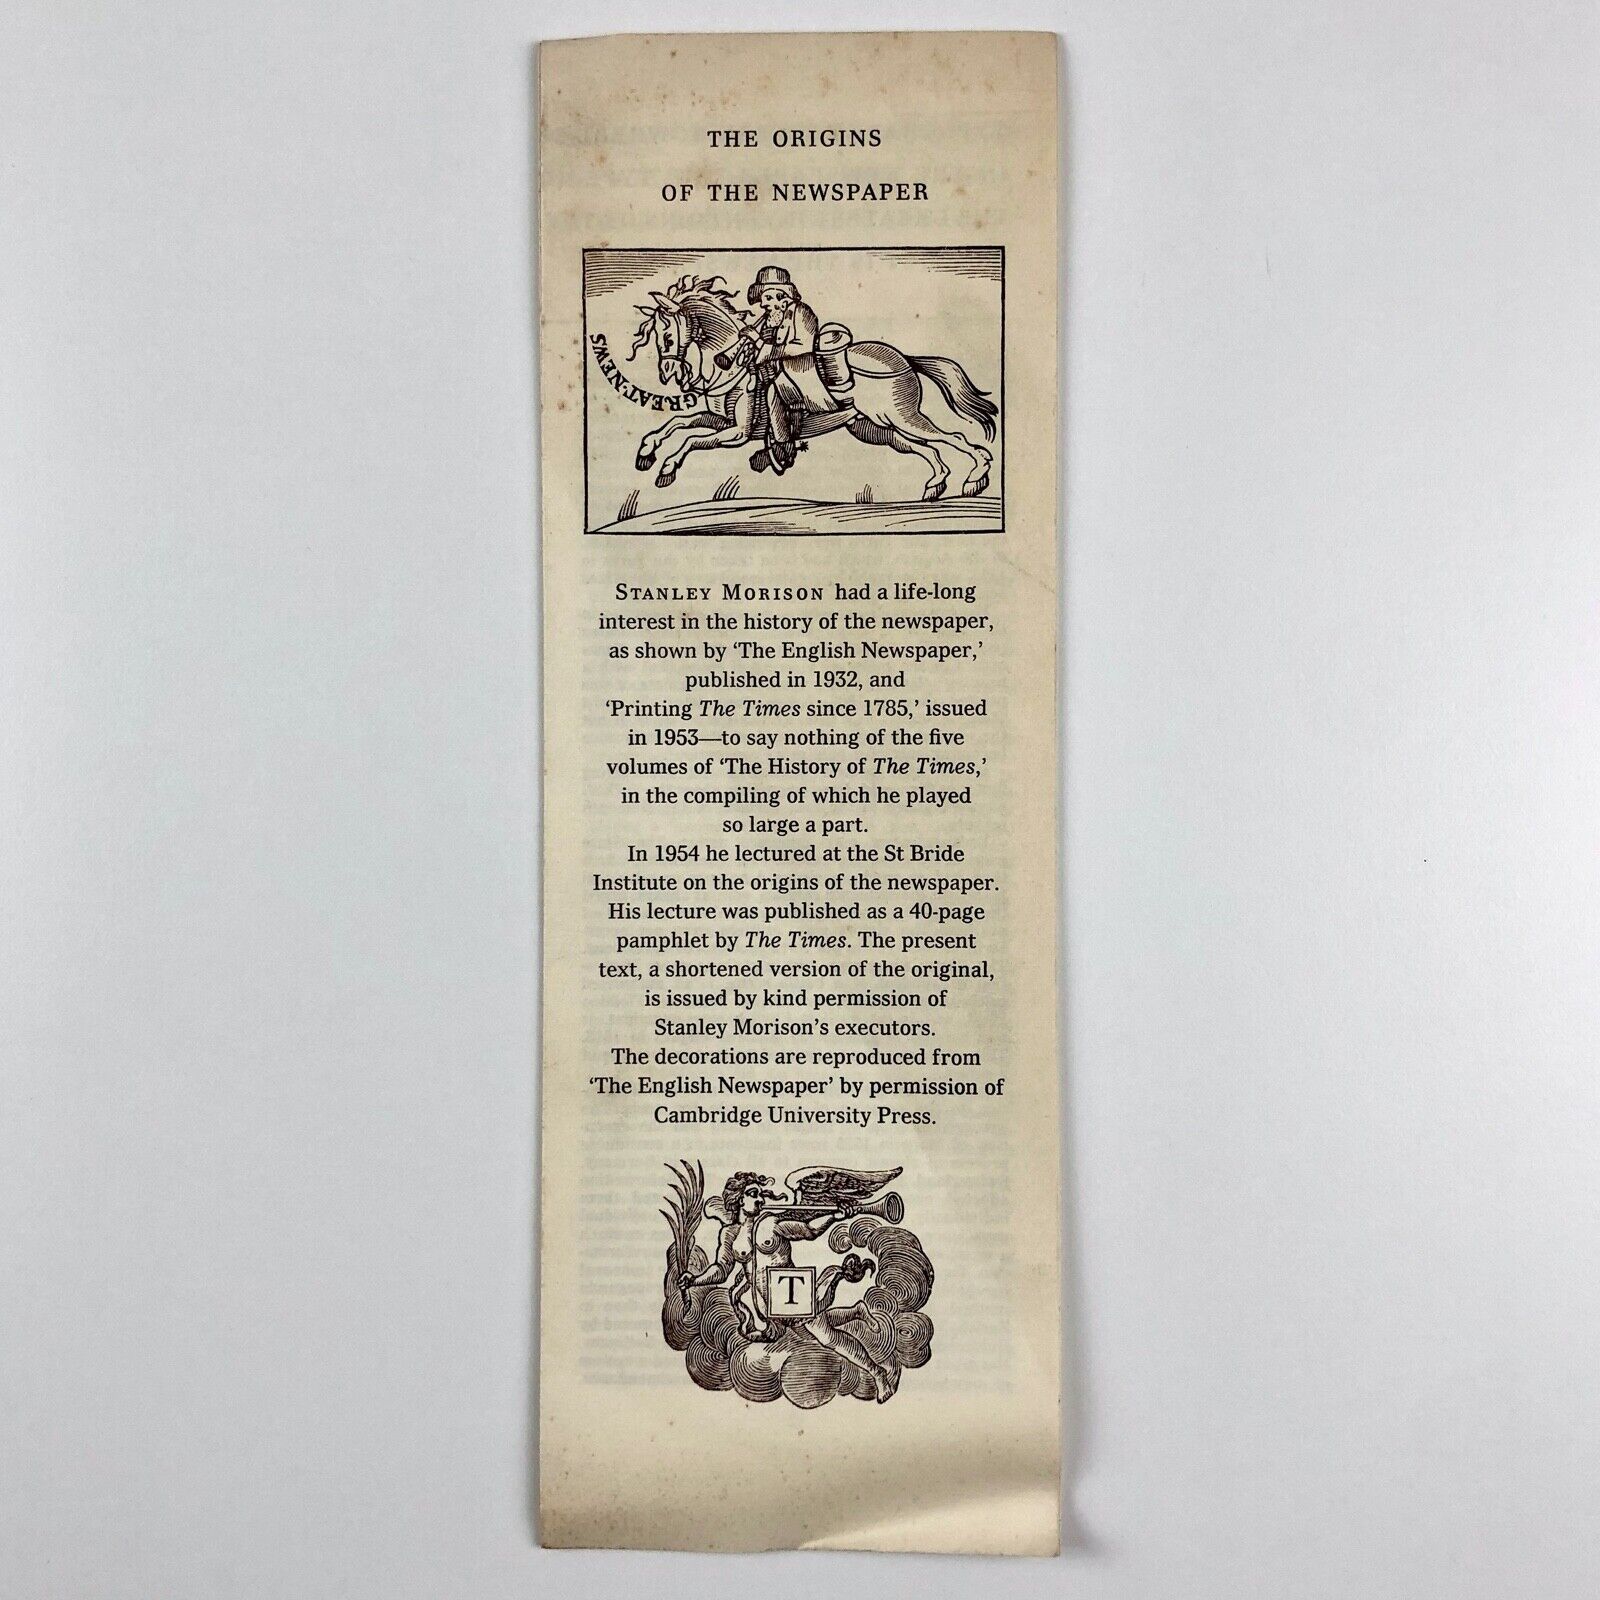 THE ORIGINS
OF THE NEWSPAPER
GREAT·NEWS
STANLEY MORISON had a life-long
interest in the history of the newspaper,
as shown by ‘The English Newspaper,’
published in 1932, and
‘Printing The Times since 1785,’ issued
in 1953—to say nothing of the five
volumes of ‘The History of The Times,’
in the compiling of which he played
so large a part.
In 1954 he lectured at the St Bride
Institute on the origins of the newspaper.
His lecture was published as a 40-page
pamphlet by The Times. The present
text, a shortened version of the original,
is issued by kind permission of
Stanley Morison’s executors.
The decorations are reproduced from
‘The English Newspaper’ by permission of
Cambridge University Press.
T